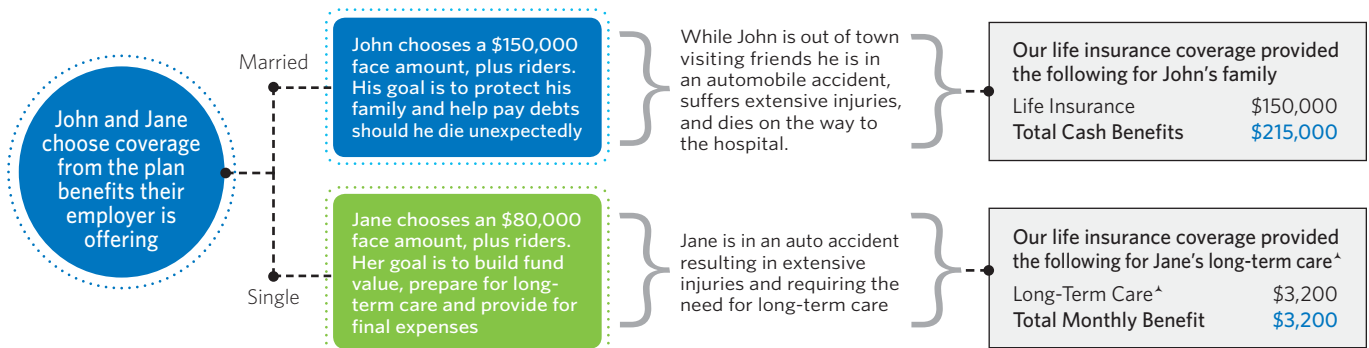 John and Jane
choose coverage
from the plan
benefits their
employer is
offering
Married
John chooses a $150,000
face amount, plus riders.
His goal is to protect his
family and help pay debts
should he die unexpectedly
While John is out of town
visiting friends he is in
an automobile accident,
suffers extensive injuries,
and dies on the way to
the hospital.
Our life insurance coverage provided
the following for John’s family
Life Insurance $150,000
Total Cash Benefits $215,000
Single
Jane chooses an $80,000
face amount, plus riders.
Her goal is to build fund
value, prepare for long-
term care and provide for
final expenses
Jane is in an auto accident
resulting in extensive
injuries and requiring the
need for long-term care
Our life insurance coverage provided
the following for Jane’s long-term care⁁
Long-Term Care⁁ $3,200
Total Monthly Benefit $3,200